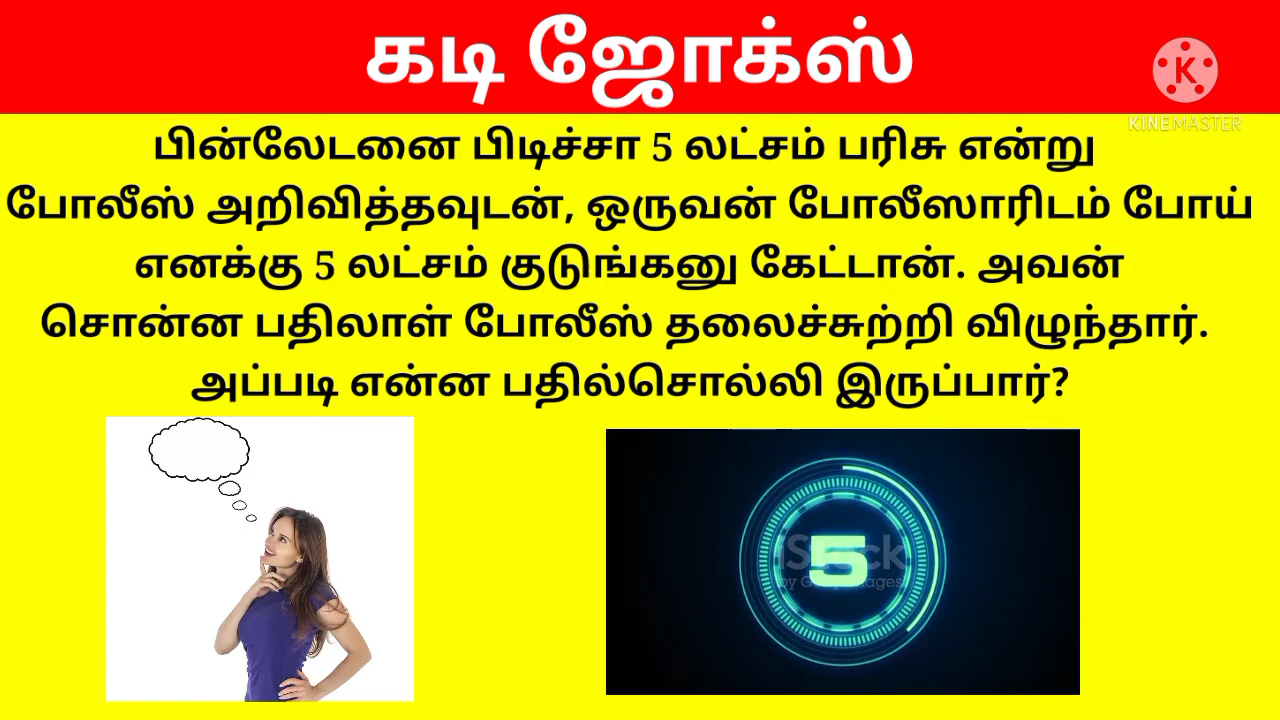 கடி ஜோக்ஸ்
KINEMASTER
பின்லேடனை பிடிச்சா 5 லட்சம் பரிசு என்று
போலீஸ் அறிவித்தவுடன், ஒருவன் போலீஸாரிடம் போய்
எனக்கு 5 லட்சம் குடுங்கனு கேட்டான். அவன்
சொன்ன பதிலாள் போலீஸ் தலைச்சுற்றி விழுந்தார்.
அப்படி என்ன பதில்சொல்லி இருப்பார்?
5